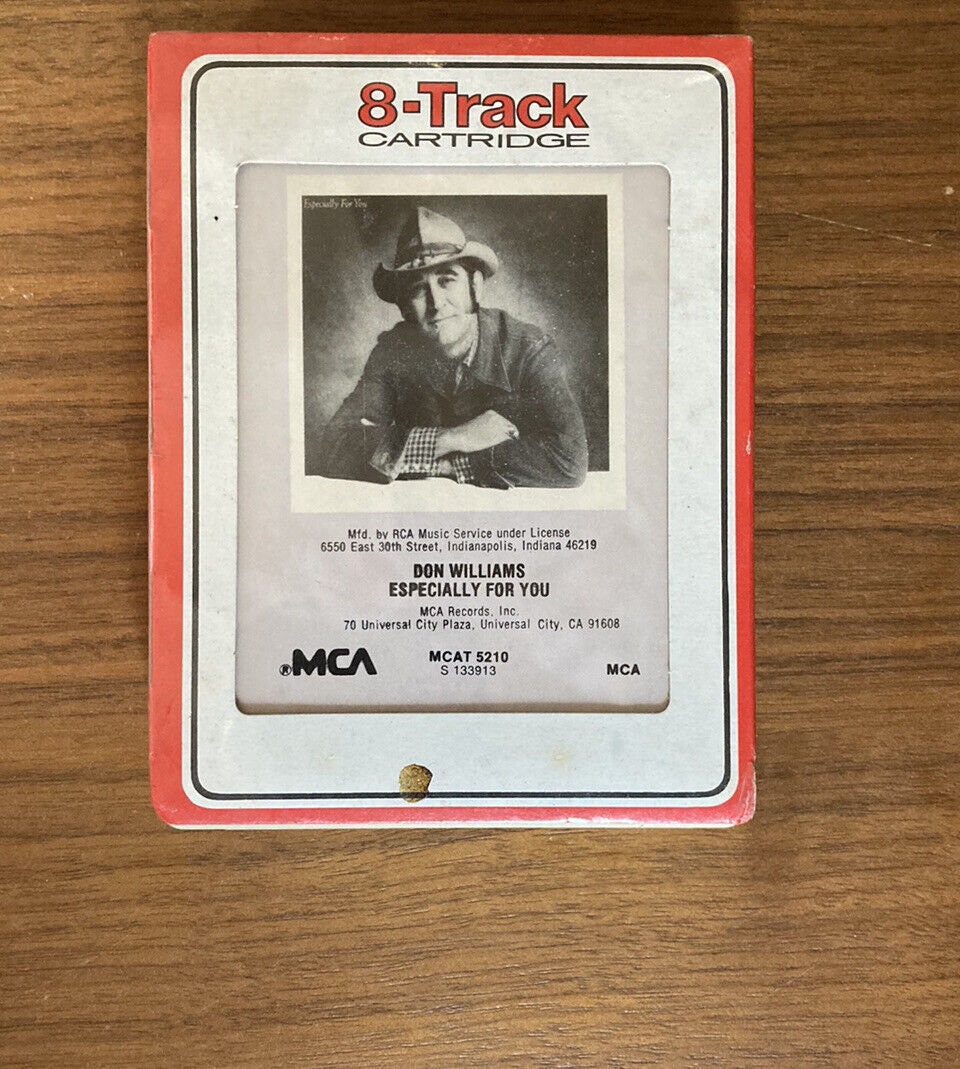 8-Track
CARTRIDGE
Especially For You
Mfd. by RCA Music Service under License
6550 East 30th Street, Indianapolis, Indiana 46219
DON WILLIAMS
ESPECIALLY FOR YOU
MCA Records, Inc.
70 Universal City Plaza, Universal City, CA 91608
®MCA MCAT 5210 MCA
S 133913